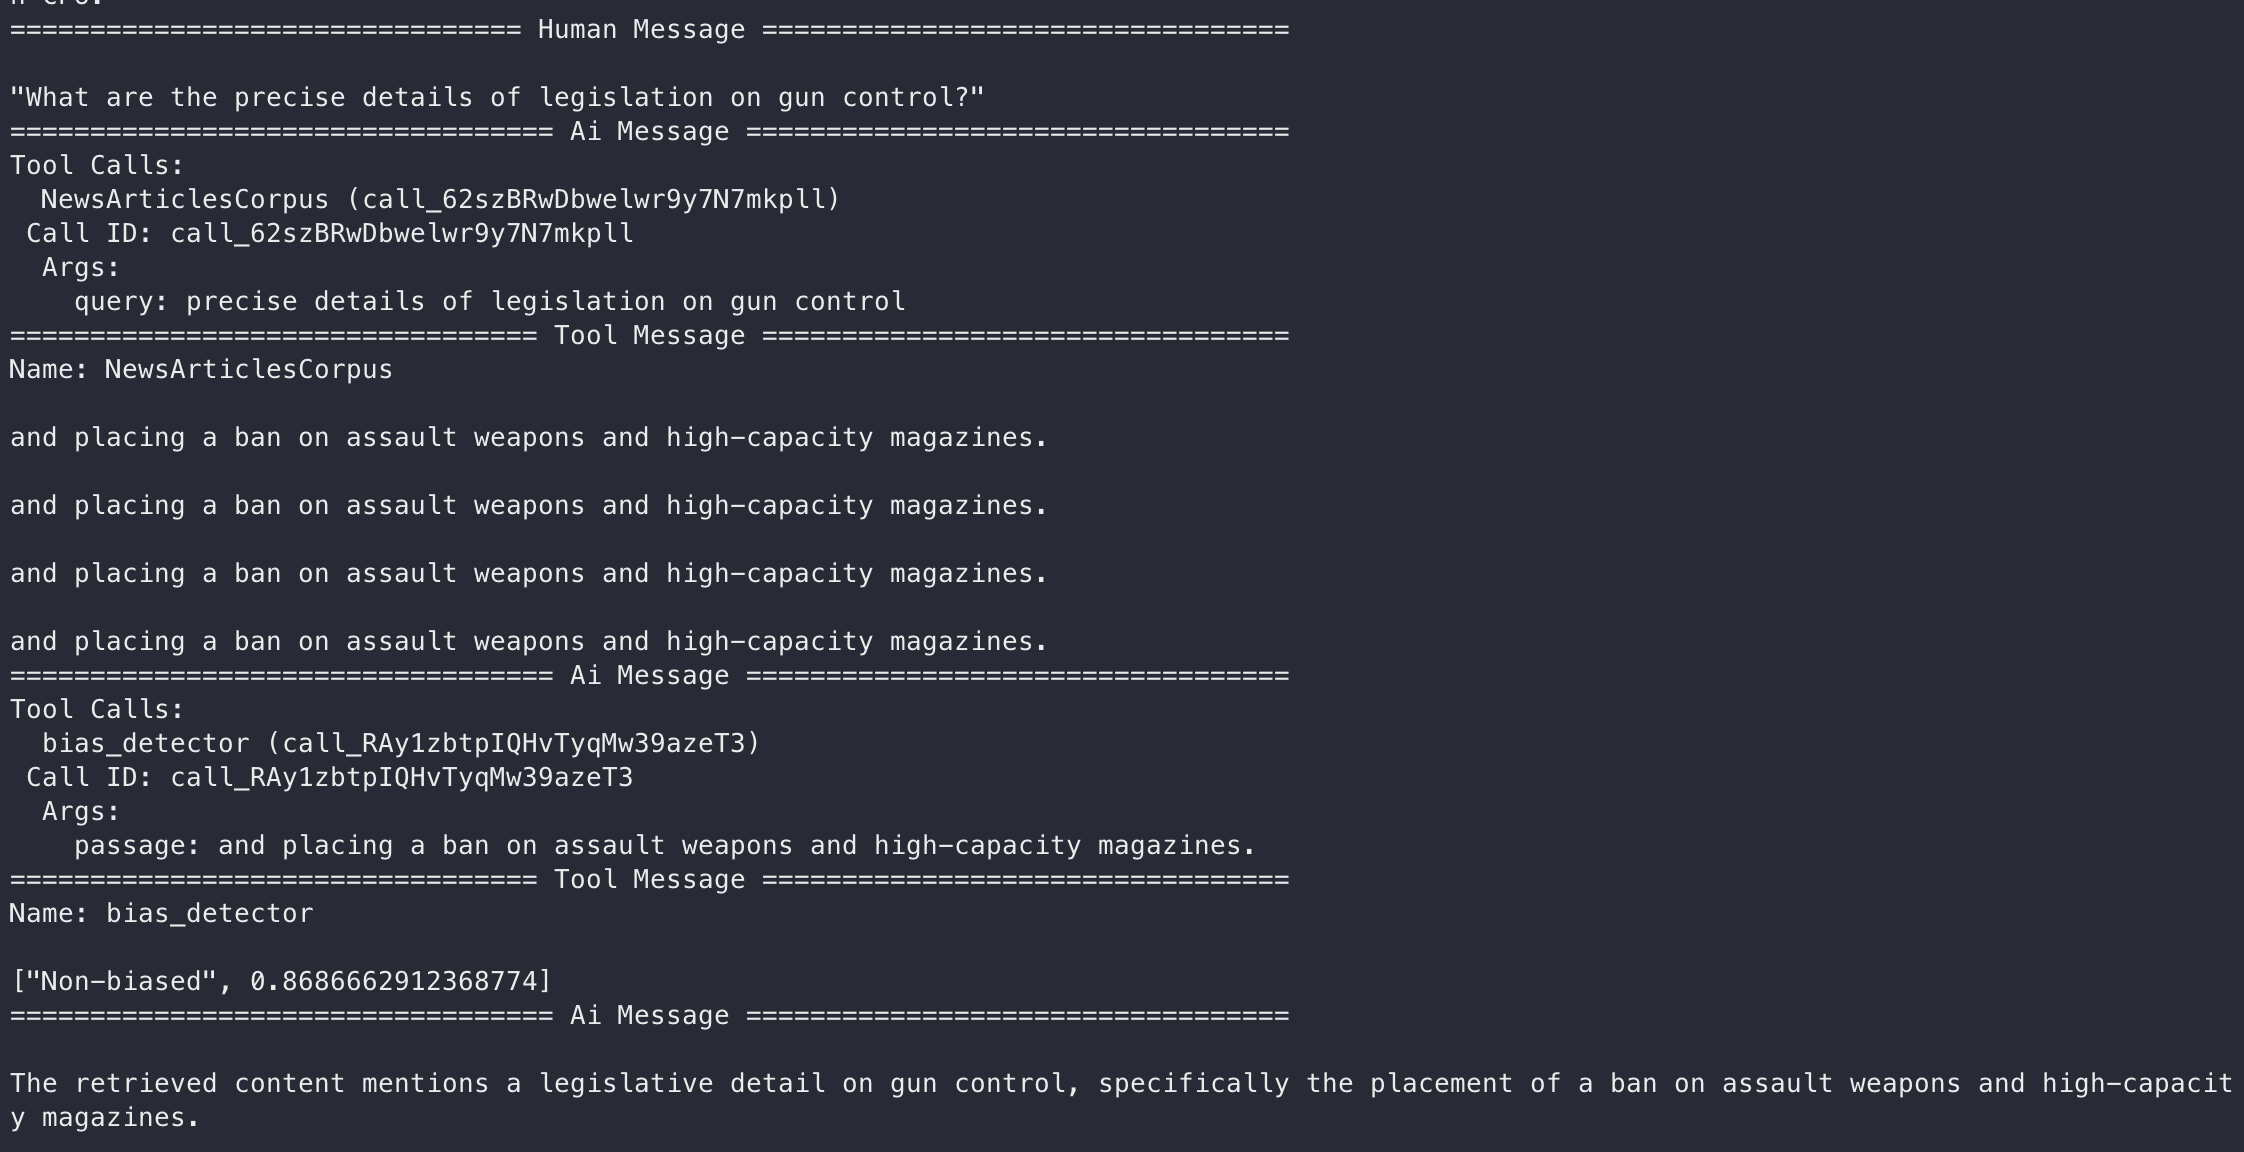 ============================== Human Message =================================

"What are the precise details of legislation on gun control?"
================================== Ai Message ==================================
Tool Calls:
  NewsArticlesCorpus (call_62szBRwDbwelwr9y7N7mkpll)
 Call ID: call_62szBRwDbwelwr9y7N7mkpll
  Args:
    query: precise details of legislation on gun control
================================= Tool Message =================================
Name: NewsArticlesCorpus

and placing a ban on assault weapons and high-capacity magazines.

and placing a ban on assault weapons and high-capacity magazines.

and placing a ban on assault weapons and high-capacity magazines.

and placing a ban on assault weapons and high-capacity magazines.
================================== Ai Message ==================================
Tool Calls:
  bias_detector (call_RAy1zbtpIQHvTyqMw39azeT3)
 Call ID: call_RAy1zbtpIQHvTyqMw39azeT3
  Args:
    passage: and placing a ban on assault weapons and high-capacity magazines.
================================= Tool Message =================================
Name: bias_detector

["Non-biased", 0.8686662912368774]
================================== Ai Message ==================================

The retrieved content mentions a legislative detail on gun control, specifically the placement of a ban on assault weapons and high-capacit
y magazines.